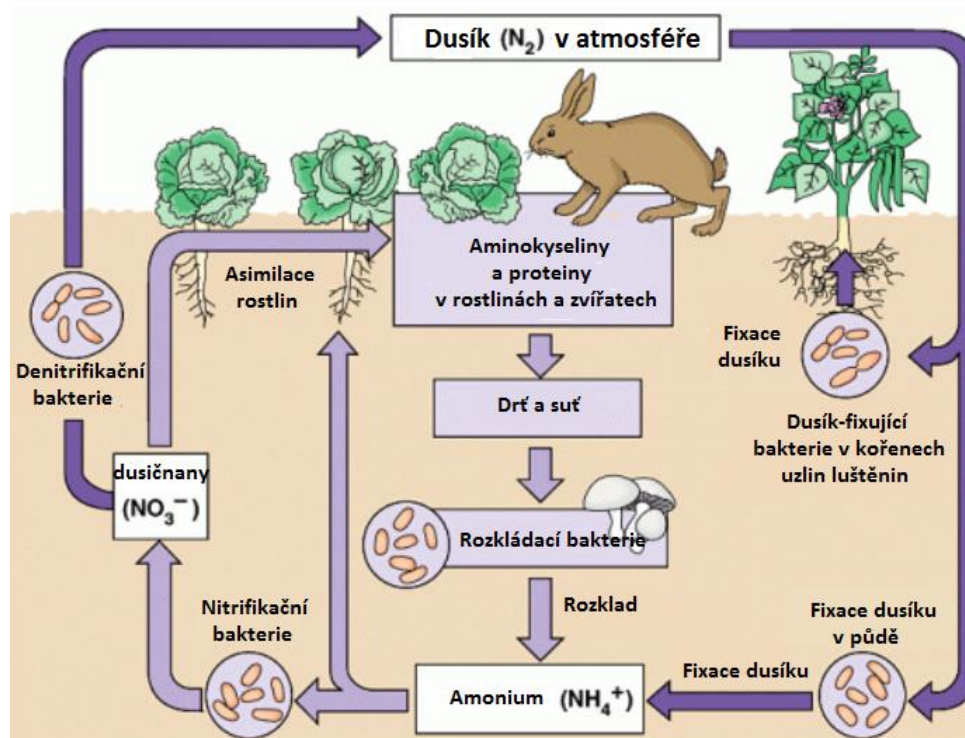 Dusík (N₂) v atmosféře
Aminokyseliny
a proteiny
v rostlinách a zvířatech
Asimilace
rostlin
Denitrifikační
bakterie
Fixace
dusíku
Dusík-fixující
bakterie v kořenech
uzlin luštěnin
Drť a suť
dusičnany
(NO₃⁻)
Rozkládací bakterie
Rozklad
Nitrifikační
bakterie
Fixace dusíku
v půdě
Fixace dusíku
Amonium (NH₄⁺)